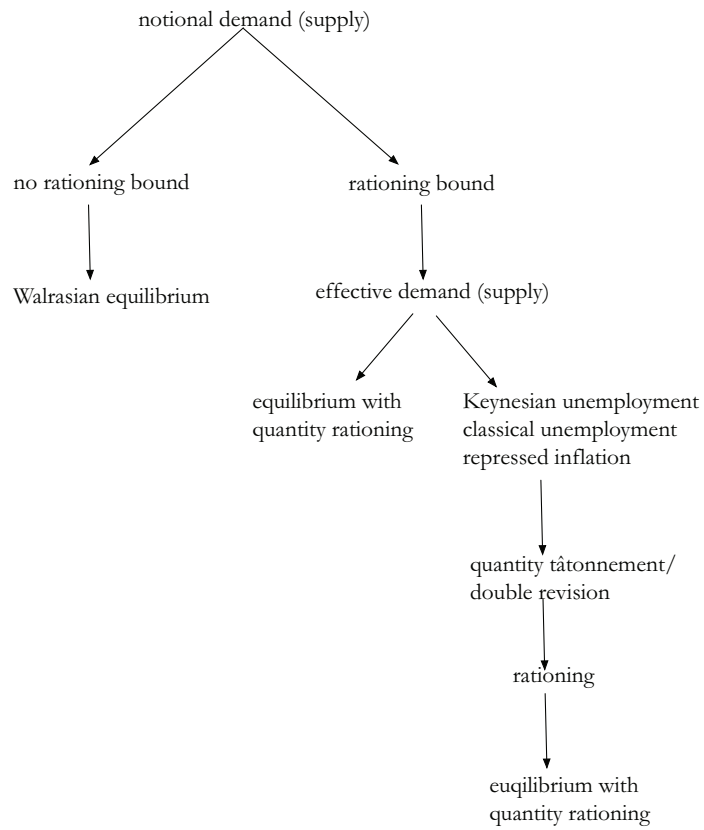 notional demand (supply)
no rationing bound
rationing bound
Walrasian equilibrium
effective demand (supply)
equilibrium with
quantity rationing
Keynesian unemployment
classical unemployment
repressed inflation
quantity tâtonnement/
double revision
rationing
euqilibrium with
quantity rationing